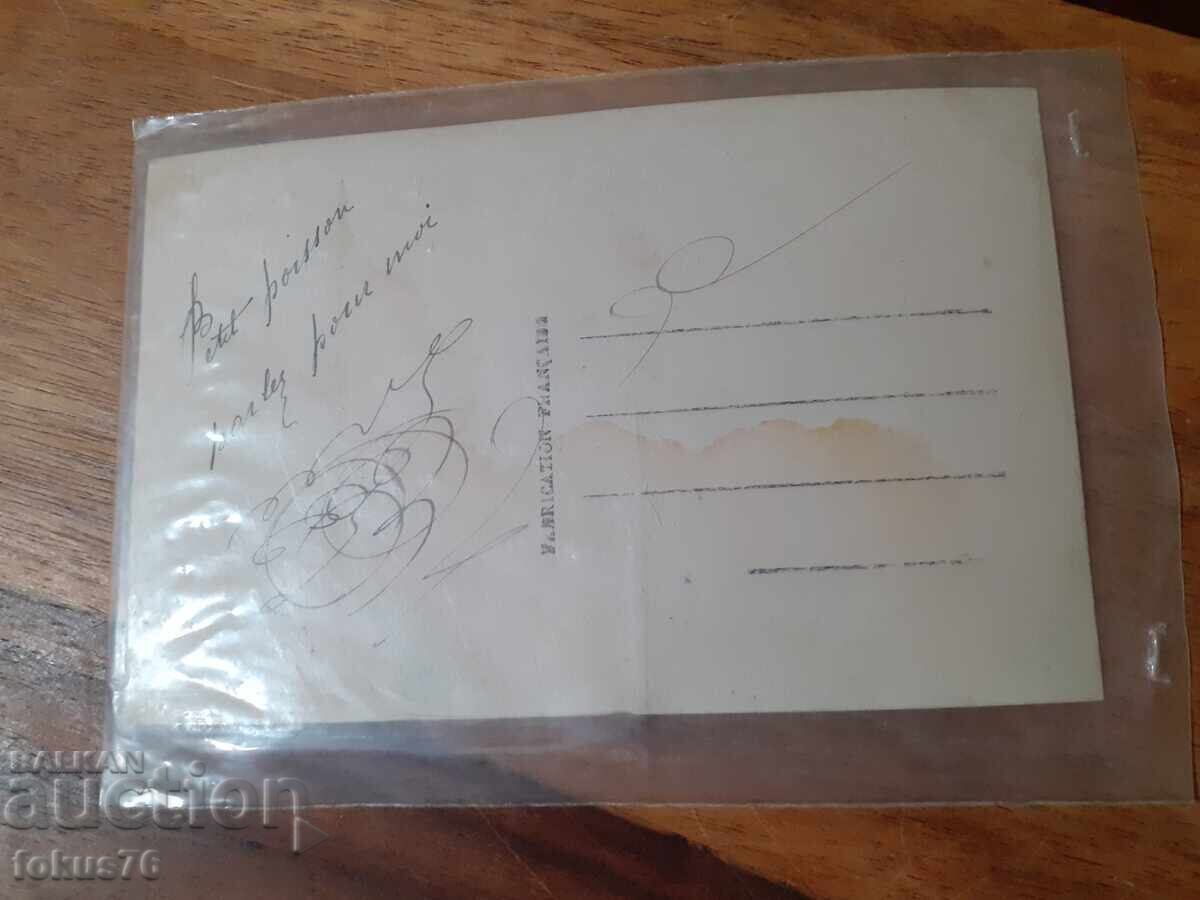 Petit poisson
parlez pour moi
FABRICATION FRANÇAISE
BALKAN
auction
fokus76